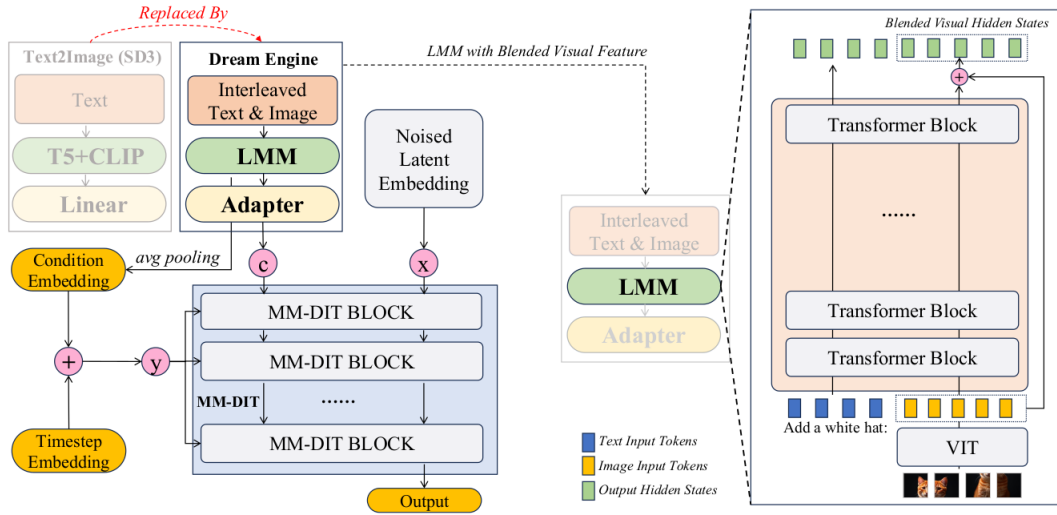 Replaced By
Text2Image (SD3)
Text
T5+CLIP
Linear
Dream Engine
Interleaved
Text & Image
LMM
Adapter
Noised
Latent
Embedding
LMM with Blended Visual Feature
avg pooling
c
x
Condition
Embedding
+
y
Timestep
Embedding
MM-DIT BLOCK
MM-DIT BLOCK
MM-DIT
......
MM-DIT BLOCK
Output
Interleaved
Text & Image
LMM
Adapter
Text Input Tokens
Image Input Tokens
Output Hidden States
Blended Visual Hidden States
+
Transformer Block
......
Transformer Block
Transformer Block
Add a white hat:
VIT